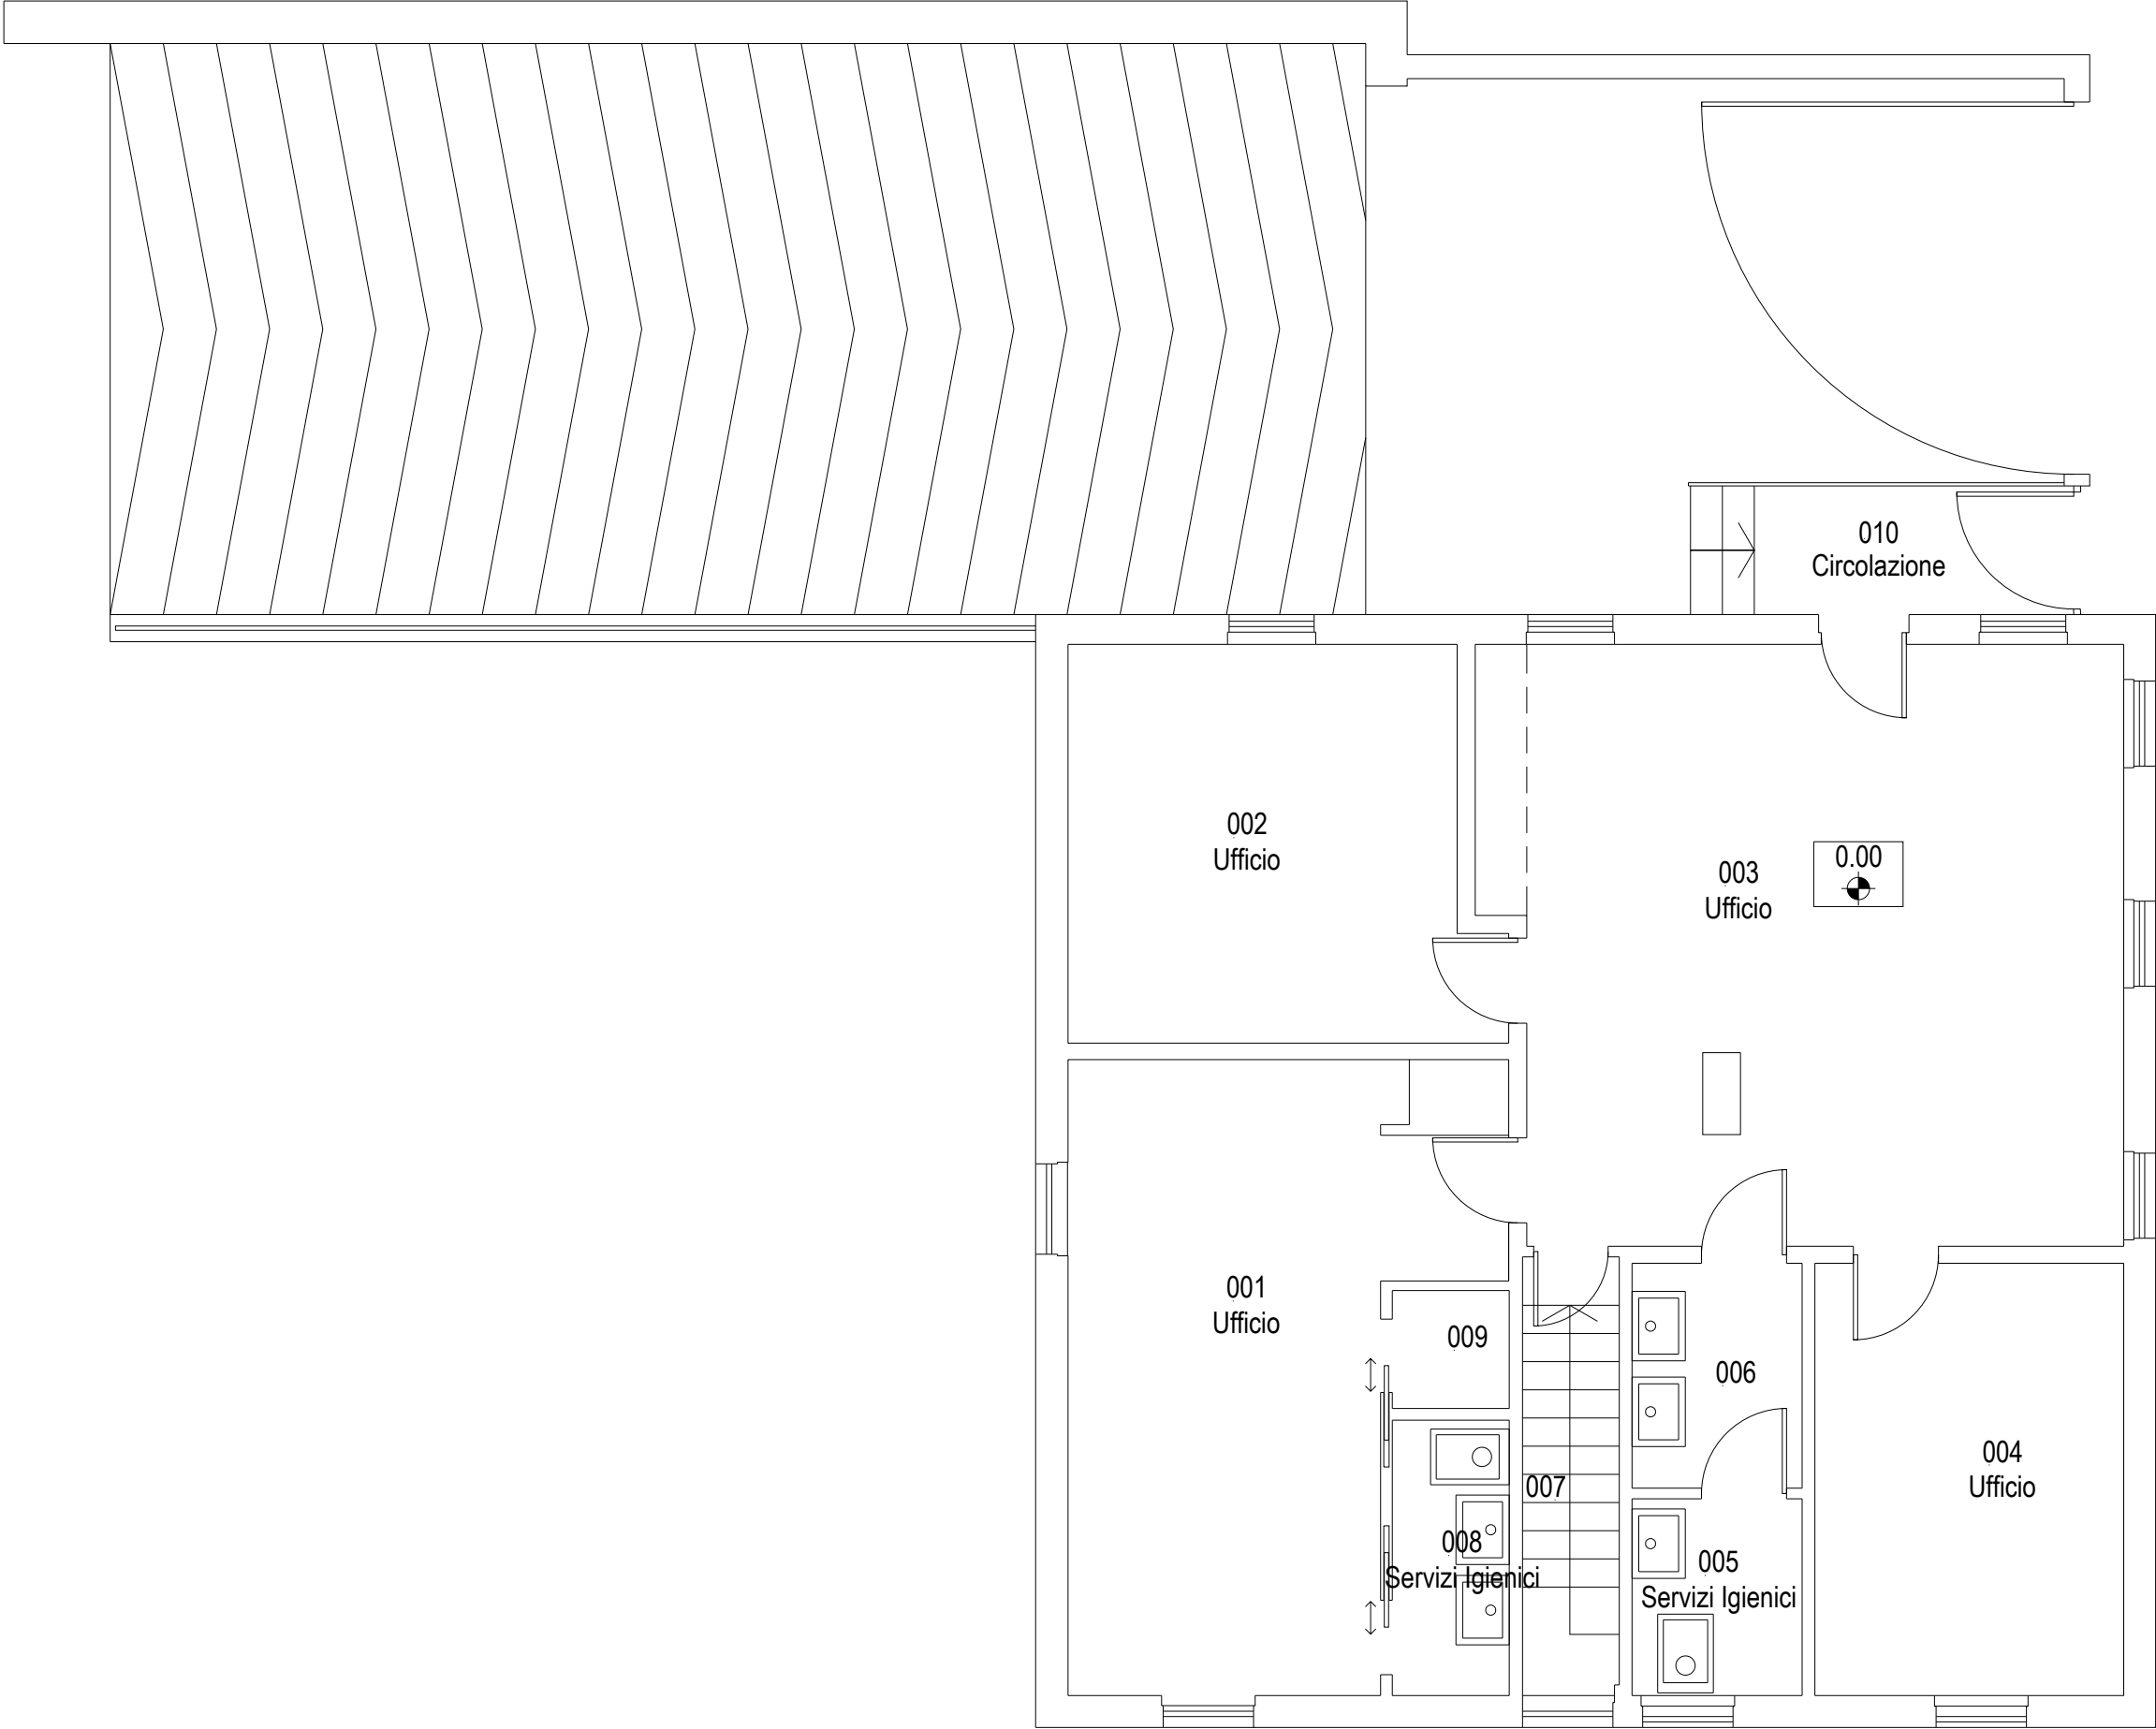 010
Circolazione
002
Ufficio
003
Ufficio
0.00
001
Ufficio
009
006
004
Ufficio
007
008
Servizi Igienici
005
Servizi Igienici